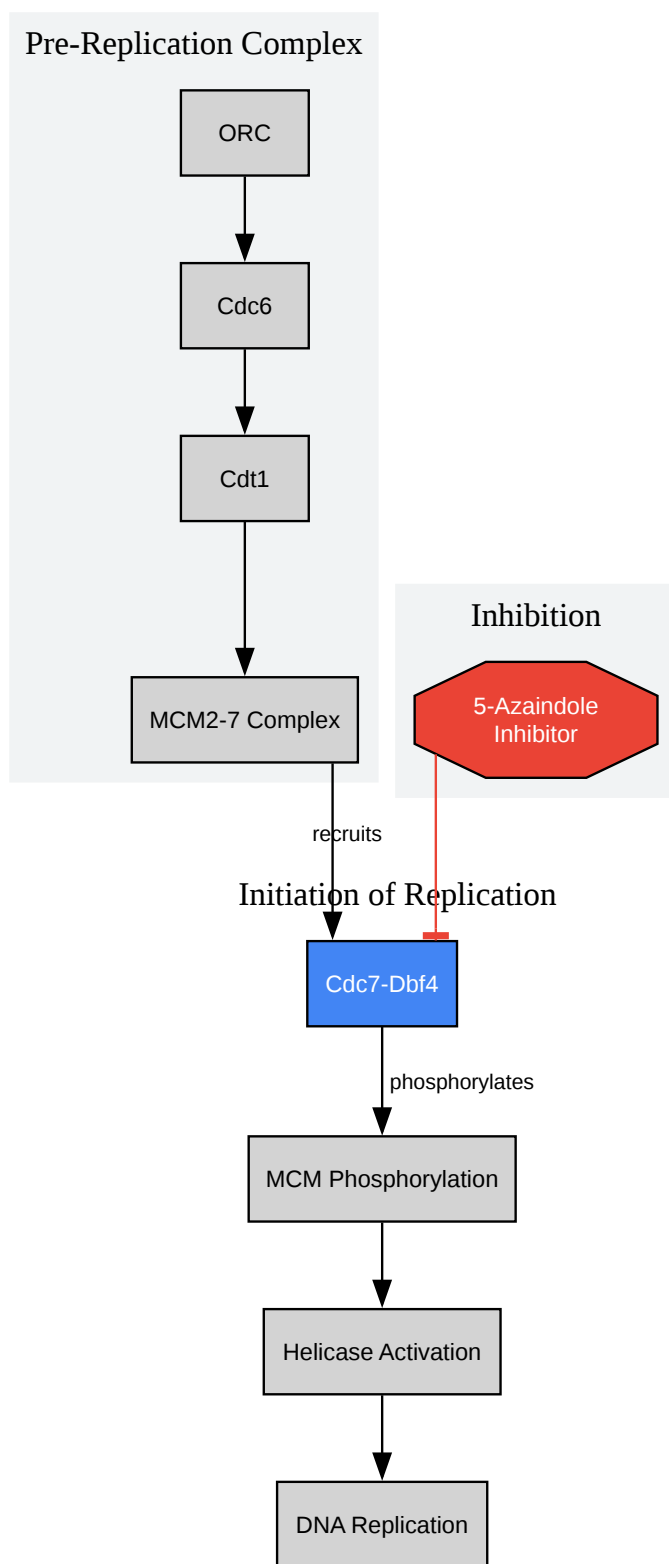 Pre-Replication Complex
ORC
Cdc6
Cdt1
MCM2-7 Complex
Inhibition
5-Azaindole
Inhibitor
recruits
Initiation of Replication
Cdc7-Dbf4
phosphorylates
MCM Phosphorylation
Helicase Activation
DNA Replication